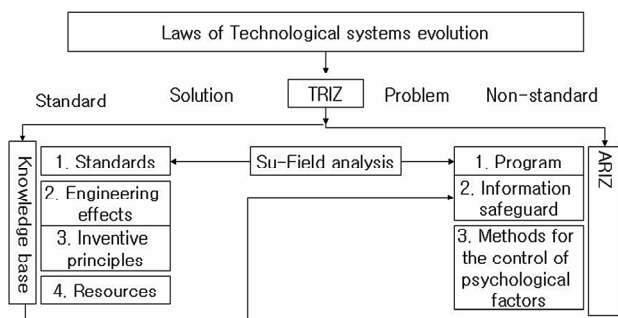 Laws of Technological systems evolution
Standard
Solution
TRIZ
Problem
Non-standard
Knowledge base
1. Standards
2. Engineering
effects
3. Inventive
principles
4. Resources
Su-Field analysis
1. Program
2. Information
safeguard
3. Methods for
the control of
psychological
factors
ARIZ